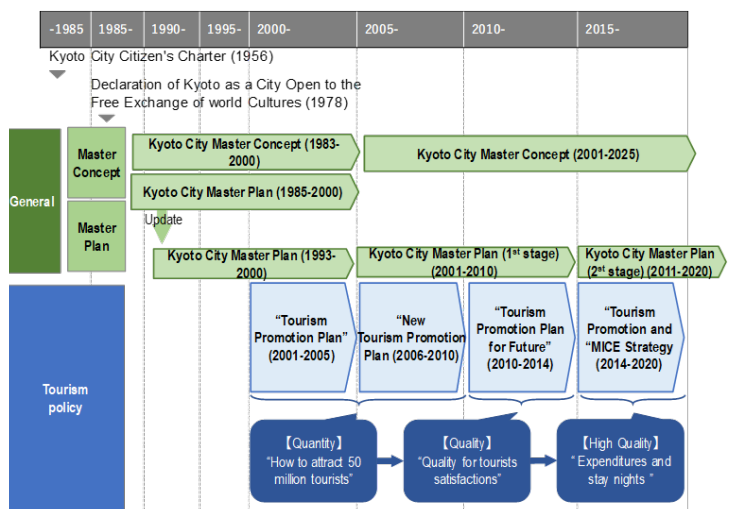 -1985 1985- 1990- 1995- 2000- 2005- 2010- 2015-
Kyoto City Citizen's Charter (1956)
Declaration of Kyoto as a City Open to the
Free Exchange of world Cultures (1978)
General
Master
Concept
Kyoto City Master Concept (1983-
2000)
Kyoto City Master Concept (2001-2025)
Master
Plan
Kyoto City Master Plan (1985-2000)
Update
Kyoto City Master Plan (1993-
2000)
Kyoto City Master Plan (1st stage)
(2001-2010)
Kyoto City Master Plan
(2st stage) (2011-2020)
Tourism
policy
“Tourism
Promotion Plan”
(2001-2005)
“New
Tourism Promotion
Plan (2006-2010)
“Tourism
Promotion Plan
for Future”
(2010-2014)
“Tourism
Promotion and
“MICE Strategy
(2014-2020)
【Quantity】
“How to attract 50
million tourists”
【Quality】
“Quality for tourists
satisfactions”
【High Quality】
“ Expenditures and
stay nights ”